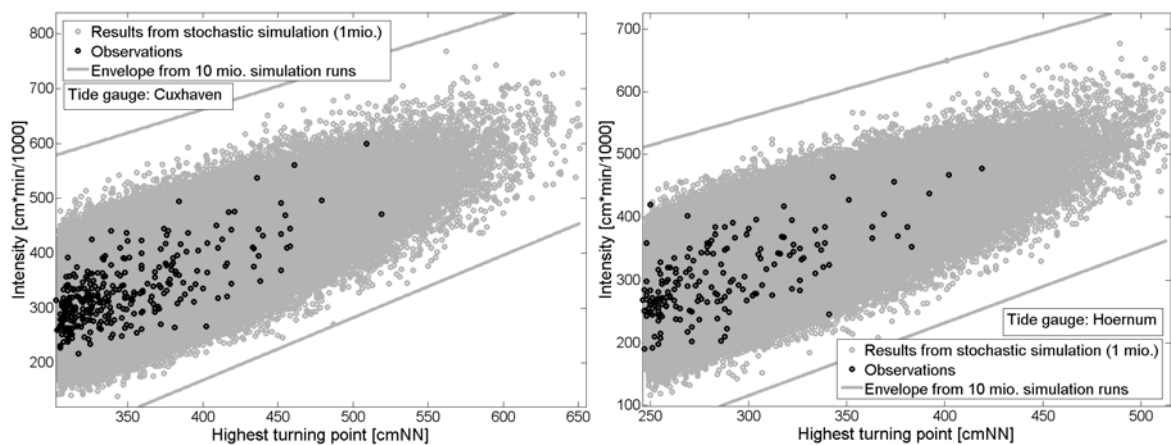 800
700
600
500
400
300
200
Intensity [cm*min/1000]
Results from stochastic simulation (1mio.)
Observations
Envelope from 10 mio. simulation runs
Tide gauge: Cuxhaven
350 400 450 500 550 600 650
Highest turning point [cmNN]
700
600
500
400
300
200
100
Intensity [cm*min/1000]
Tide gauge: Hoernum
Results from stochastic simulation (1 mio.)
Observations
Envelope from 10 mio. simulation runs
250 300 350 400 450 500
Highest turning point [cmNN]